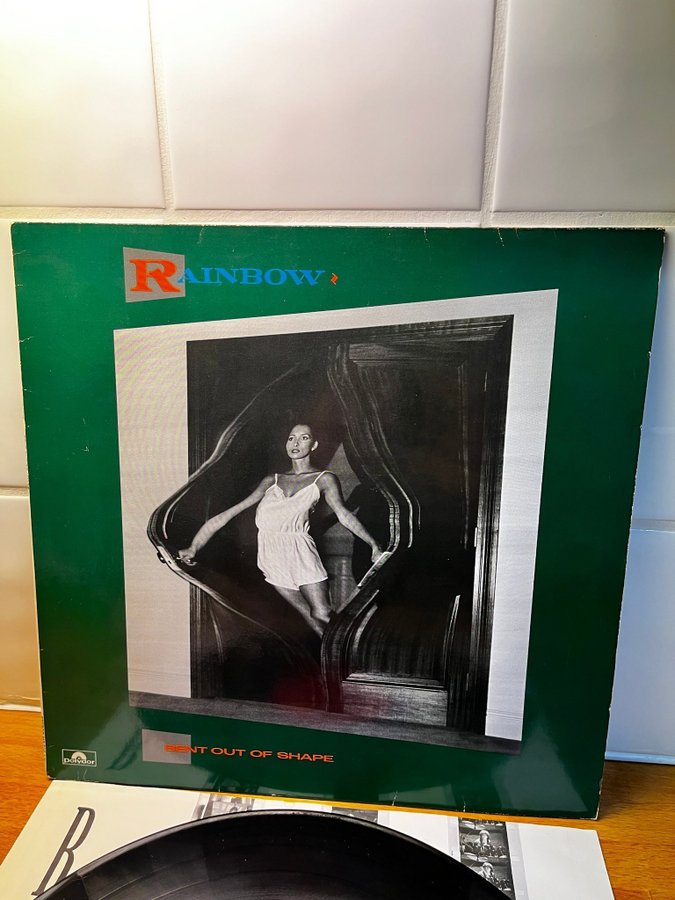 RAINBOW
BENT OUT OF SHAPE
polydor
R